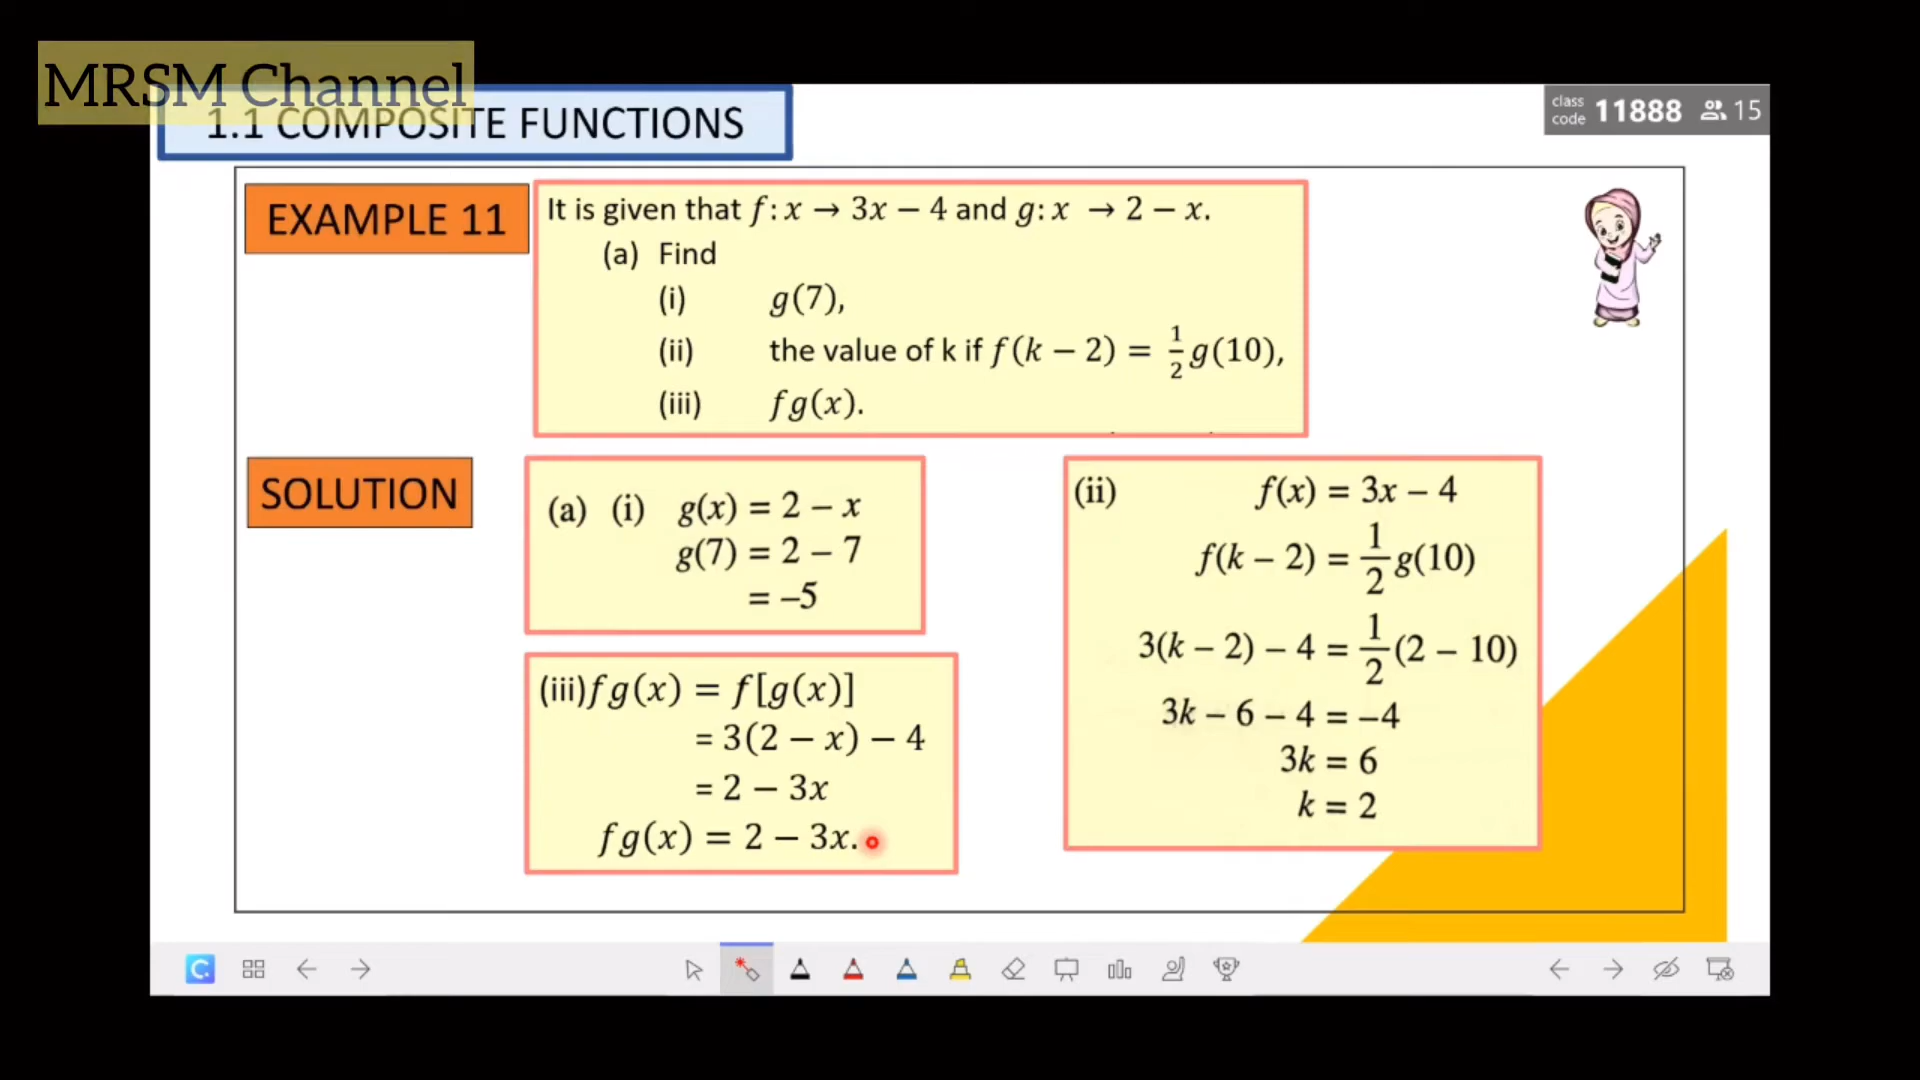 MRSM Channel
1.1 COMPOSITE FUNCTIONS
class code 11888 15
EXAMPLE 11
It is given that f : x → 3x − 4 and g : x → 2 − x.
(a) Find
(i) g(7),
(ii) the value of k if f(k − 2) = 1/2 g(10),
(iii) fg(x).
SOLUTION
(a) (i) g(x) = 2 − x
g(7) = 2 − 7
= −5
(iii) fg(x) = f[g(x)]
= 3(2 − x) − 4
= 2 − 3x
fg(x) = 2 − 3x.
(ii) f(x) = 3x − 4
f(k − 2) = 1/2 g(10)
3(k − 2) − 4 = 1/2 (2 − 10)
3k − 6 − 4 = −4
3k = 6
k = 2